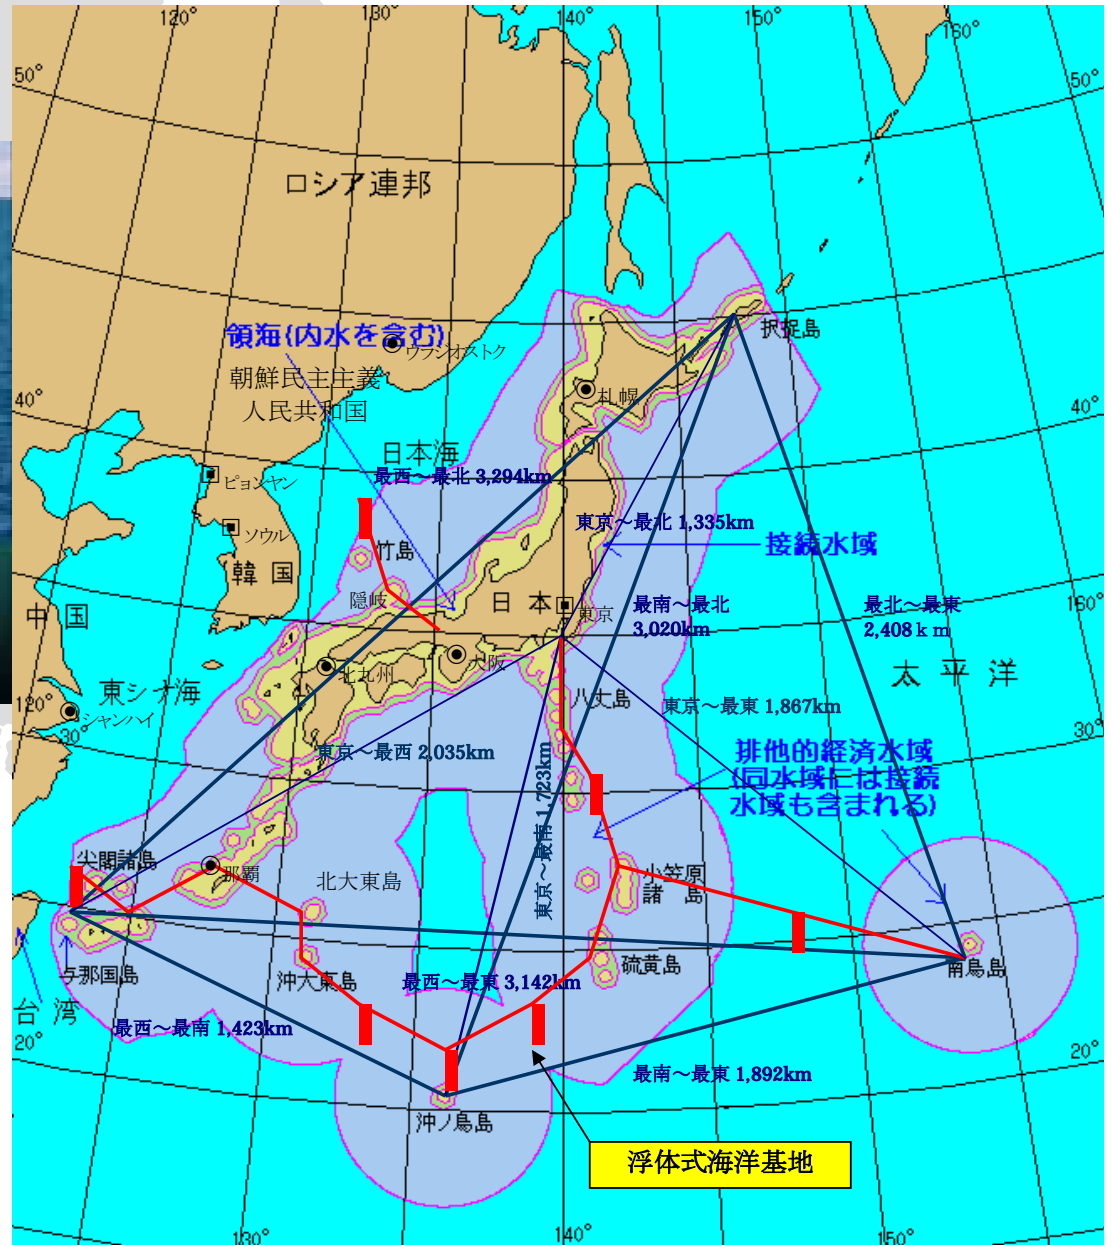 120°
130°
140°
150°
160°
50°
50°
ロシア連邦
領海(内水を含む)
ウラジオストク
択捉島
朝鮮民主主義
人民共和国
札幌
40°
40°
日本海
最西～最北 3,294km
ピョンヤン
東京～最北 1,335km
ソウル
竹島
接続水域
韓国
隠岐
日本
東京
最南～最北
3,020km
最北～最東
2,408ｋｍ
150°
中国
大阪
北九州
太平洋
東シナ海
八丈島
120°
シャンハイ
東京～最東 1,867km
30°
30°
東京～最西 2,035km
排他的経済水域
(同水域には接続
水域も含まれる)
東京～最南 1,723km
尖閣諸島
那覇
北大東島
小笠原
諸島
与那国島
沖大東島
最西～最東 3,142km
硫黄島
南鳥島
台湾
最西～最南 1,423km
20°
20°
最南～最東 1,892km
沖ノ鳥島
浮体式海洋基地
130°
140°
150°